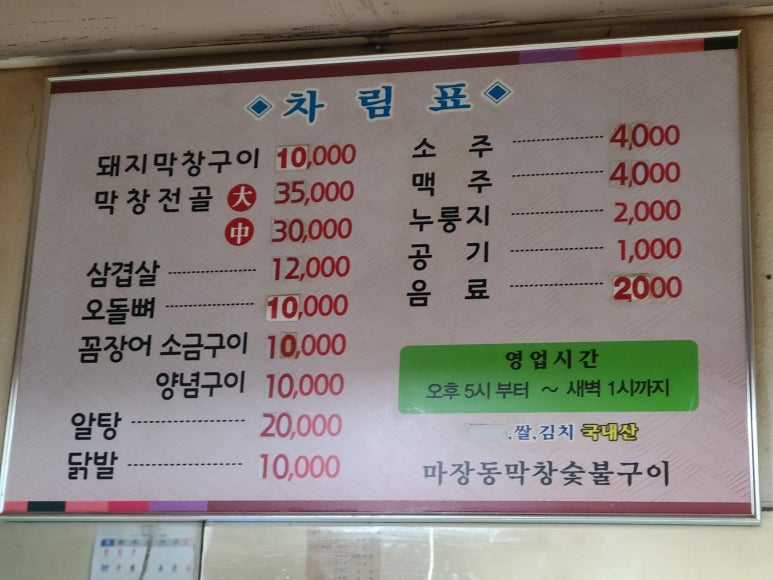 차림표
돼지막창구이 10,000
막창전골 大 35,000
中 30,000
삼겹살 12,000
오돌뼈 10,000
꼼장어 소금구이 10,000
양념구이 10,000
알탕 20,000
닭발 10,000
소주 4,000
맥주 4,000
누룽지 2,000
공기 1,000
음료 2000
영업시간
오후 5시 부터 ~ 새벽 1시까지
,쌀,김치 국내산
마장동막창숯불구이